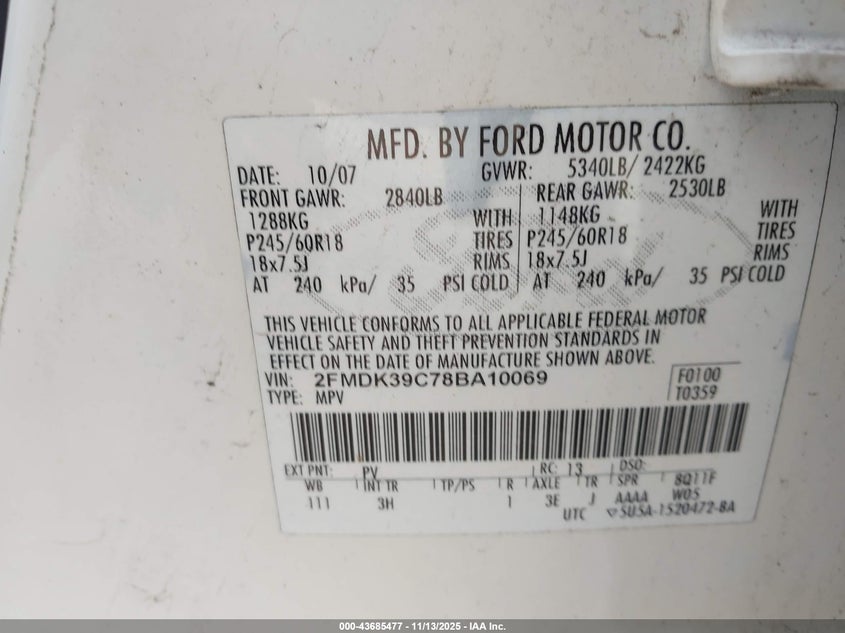 MFD. BY FORD MOTOR CO.
DATE: 10/07 GVWR: 5340LB/ 2422KG
FRONT GAWR: 2840LB REAR GAWR: 2530LB
1288KG WITH 1148KG WITH
P245/60R18 TIRES P245/60R18 TIRES
18x7.5J RIMS 18x7.5J RIMS
AT 240 kPa/ 35 PSI COLD AT 240 kPa/ 35 PSI COLD
THIS VEHICLE CONFORMS TO ALL APPLICABLE FEDERAL MOTOR
VEHICLE SAFETY AND THEFT PREVENTION STANDARDS IN
EFFECT ON THE DATE OF MANUFACTURE SHOWN ABOVE.
VIN: 2FMDK39C78BA10069 F0100
TYPE: MPV T0359
EXT PNT: PV RC: 13 DSO:
WB INT TR TP/PS R AXLE TR SPR 8Q11F
111 3H 1 3E J AAAA W05
UTC 5U5A-1520472-BA
000-43685477 - 11/13/2025 - IAA Inc.